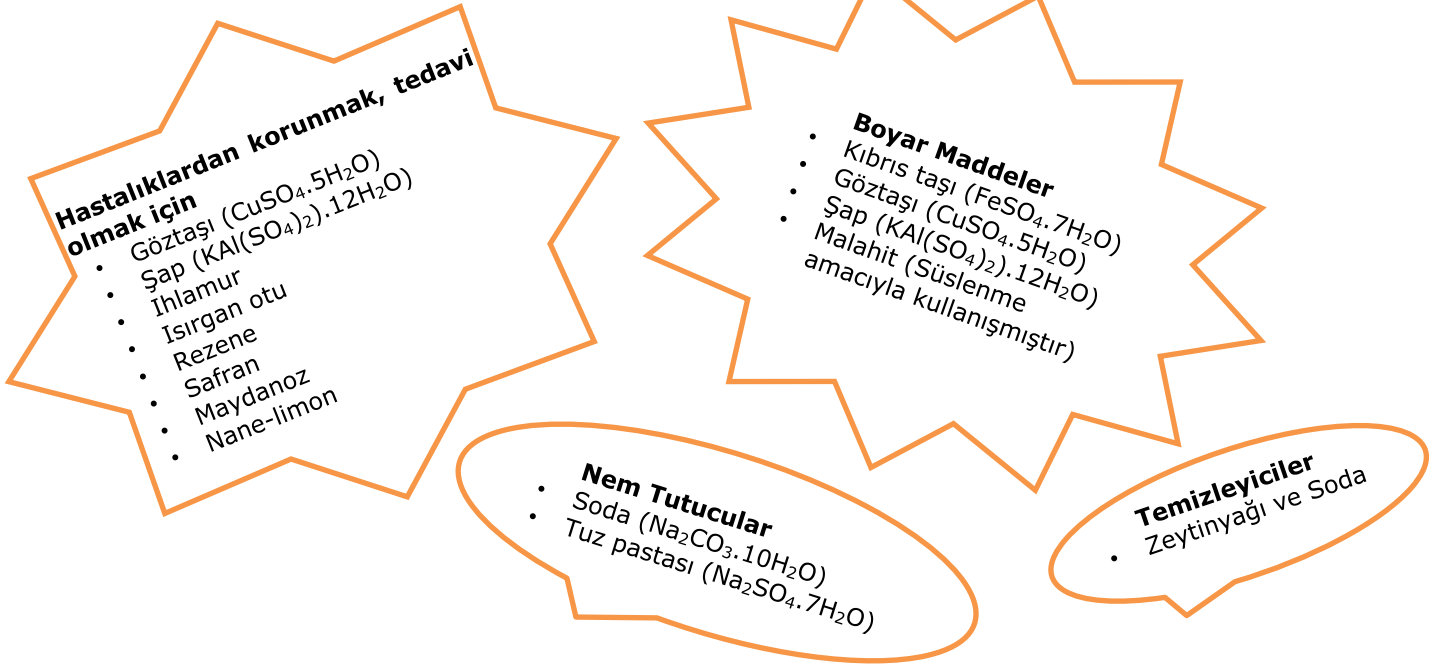 Hastalıklardan korunmak, tedavi
olmak için
• Göztaşı (CuSO₄.5H₂O)
• Şap (KAl(SO₄)₂).12H₂O)
• Ihlamur
• Isırgan otu
• Rezene
• Safran
• Maydanoz
• Nane-limon
Boyar Maddeler
• Kıbrıs taşı (FeSO₄.7H₂O)
• Göztaşı (CuSO₄.5H₂O)
• Şap (KAl(SO₄)₂).12H₂O)
• Malahit (Süslenme
amacıyla kullanışmıştır)
Nem Tutucular
• Soda (Na₂CO₃.10H₂O)
• Tuz pastası (Na₂SO₄.7H₂O)
Temizleyiciler
• Zeytinyağı ve Soda